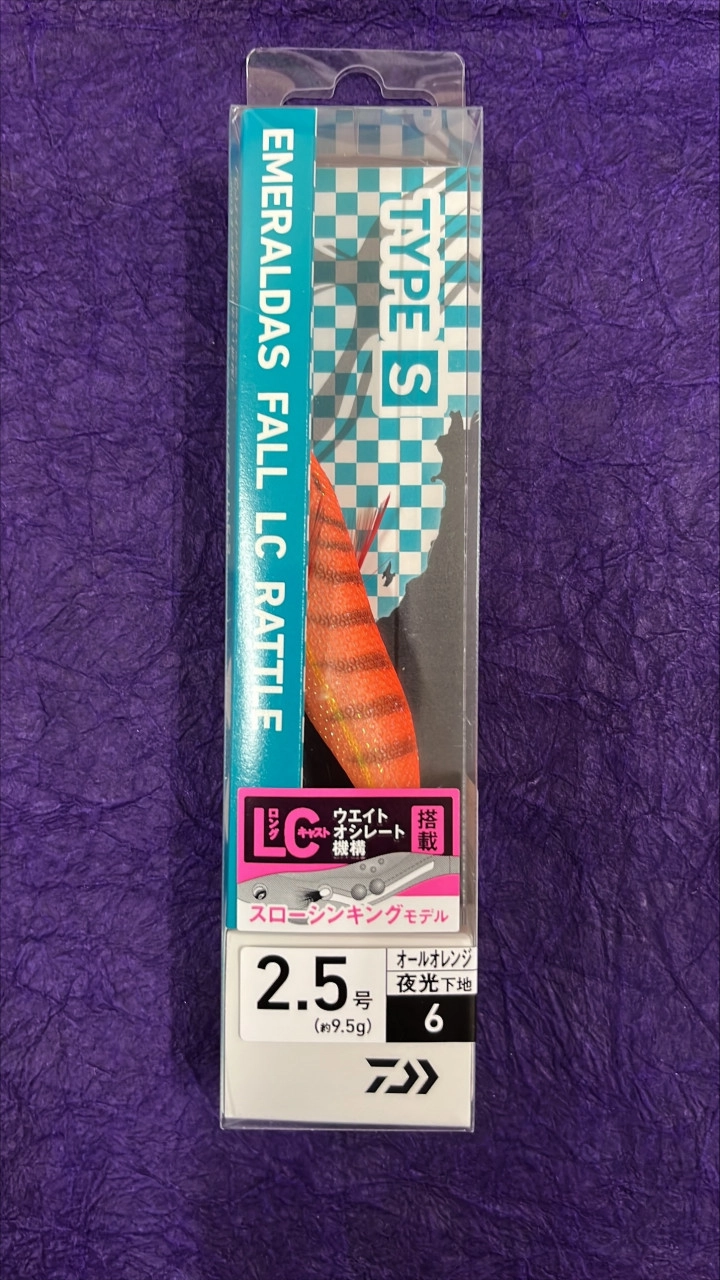 EMERALDAS FALL LC RATTLE
TYPE S
LC
ロング
キャスト
ウエイト
オシレート
機構
搭載
スローシンキングモデル
2.5号
(約9.5g)
オールオレンジ
夜光下地
6